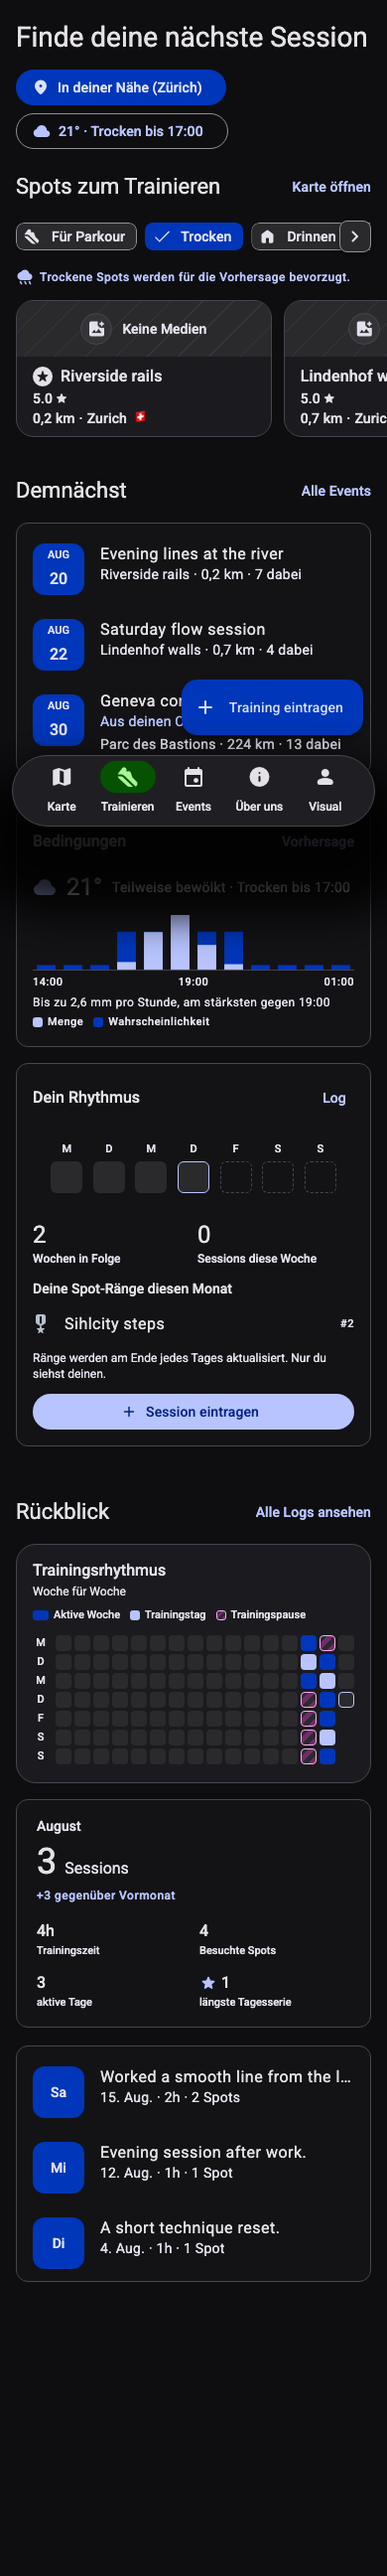 Finde deine nächste Session
In deiner Nähe (Zürich)
21° · Trocken bis 17:00
Spots zum Trainieren
Karte öffnen
Für Parkour
Trocken
Drinnen
Trockene Spots werden für die Vorhersage bevorzugt.
Keine Medien
Riverside rails
5.0
0,2 km · Zurich
Lindenhof w
5.0
0,7 km · Zuric
Demnächst
Alle Events
AUG
20
Evening lines at the river
Riverside rails · 0,2 km · 7 dabei
AUG
22
Saturday flow session
Lindenhof walls · 0,7 km · 4 dabei
AUG
30
Geneva
Aus deinen
Parc des Bastions · 224 km · 13 dabei
Training eintragen
Karte
Trainieren
Events
Über uns
Visual
Bedingungen
Vorhersage
21°
Teilweise bewölkt · Trocken bis 17:00
14:00
19:00
01:00
Bis zu 2,6 mm pro Stunde, am stärksten gegen 19:00
Menge
Wahrscheinlichkeit
Dein Rhythmus
Log
M D M D F S S
2
Wochen in Folge
0
Sessions diese Woche
Deine Spot-Ränge diesen Monat
Sihlcity steps
#2
Ränge werden am Ende jedes Tages aktualisiert. Nur du
siehst deinen.
Session eintragen
Rückblick
Alle Logs ansehen
Trainingsrhythmus
Woche für Woche
Aktive Woche
Trainingstag
Trainingspause
M
D
M
D
F
S
S
August
3 Sessions
+3 gegenüber Vormonat
4h
Trainingszeit
4
Besuchte Spots
3
aktive Tage
1
längste Tagesserie
Sa
Worked a smooth line from the l…
15. Aug. · 2h · 2 Spots
Mi
Evening session after work.
12. Aug. · 1h · 1 Spot
Di
A short technique reset.
4. Aug. · 1h · 1 Spot